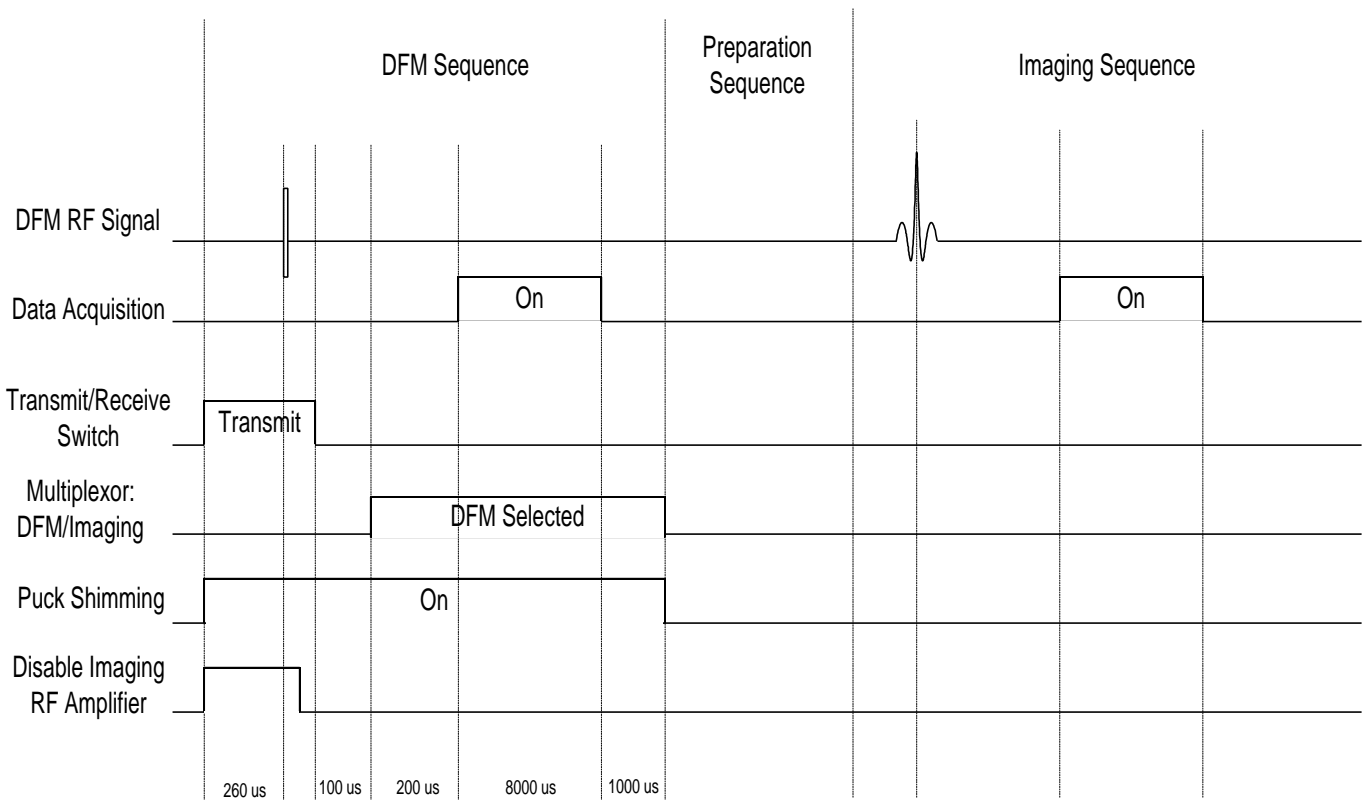 DFM Sequence
Preparation
Sequence
Imaging Sequence
DFM RF Signal
Data Acquisition
On
On
Transmit/Receive
Switch
Transmit
Multiplexor:
DFM/Imaging
DFM Selected
Puck Shimming
On
Disable Imaging
RF Amplifier
260 us
100 us
200 us
8000 us
1000 us